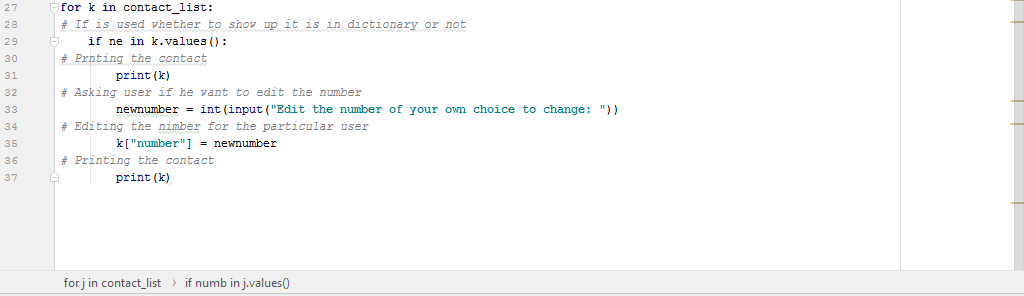 27 for k in contact_list:
28 # If is used whether to show up it is in dictionary or not
29 if ne in k.values():
30 # Prnting the contact
31 print(k)
32 # Asking user if he want to edit the number
33 newnumber = int(input("Edit the number of your own choice to change: "))
34 # Editing the nimber for the particular user
35 k["number"] = newnumber
36 # Printing the contact
37 print(k)
for j in contact_list › if numb in j.values()